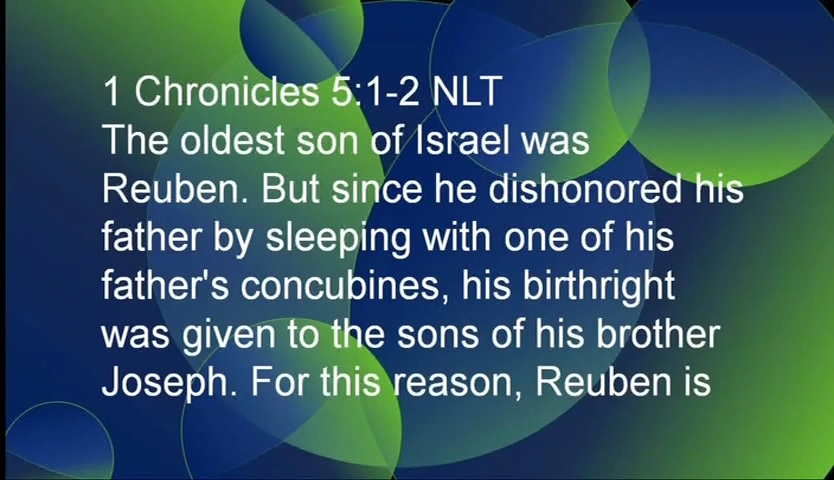 1 Chronicles 5:1-2 NLT
The oldest son of Israel was
Reuben. But since he dishonored his
father by sleeping with one of his
father's concubines, his birthright
was given to the sons of his brother
Joseph. For this reason, Reuben is